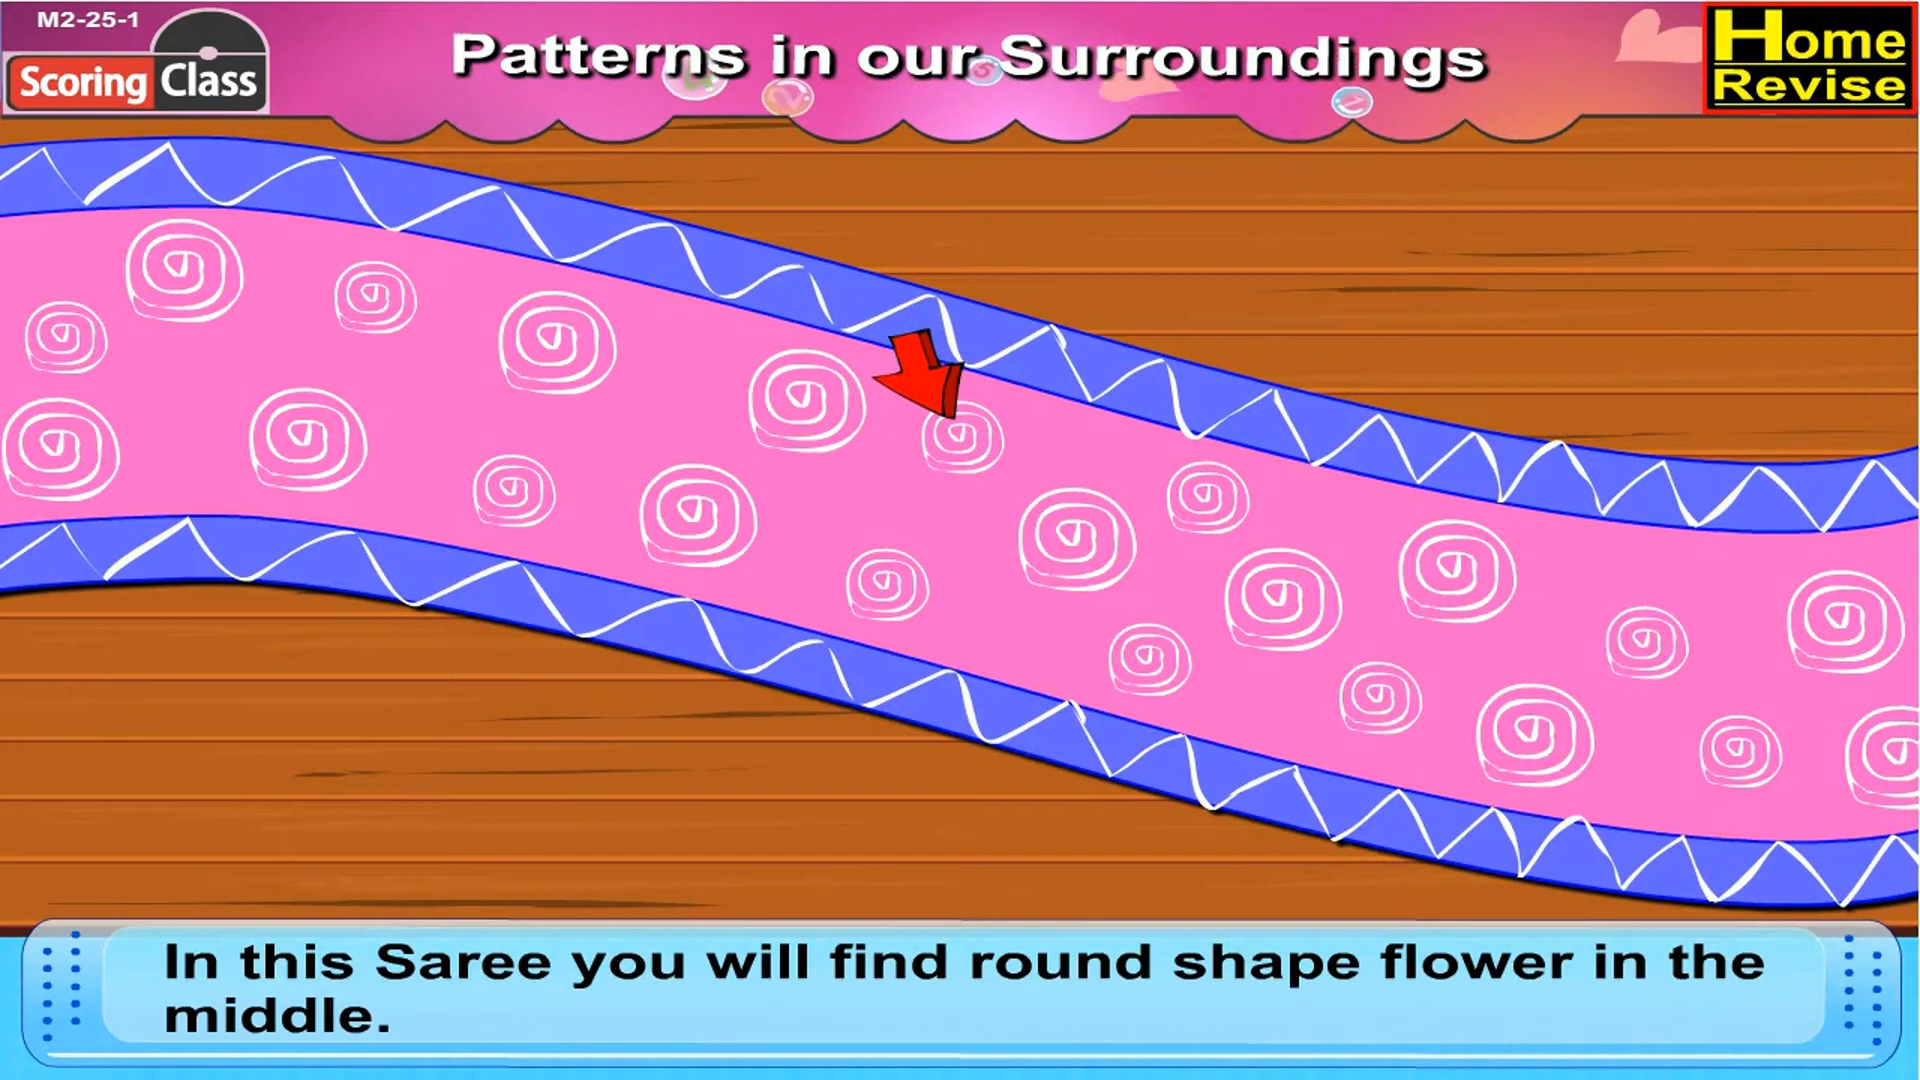 M2-25-1
Scoring Class
Patterns in our Surroundings
Home
Revise
In this Saree you will find round shape flower in the
middle.